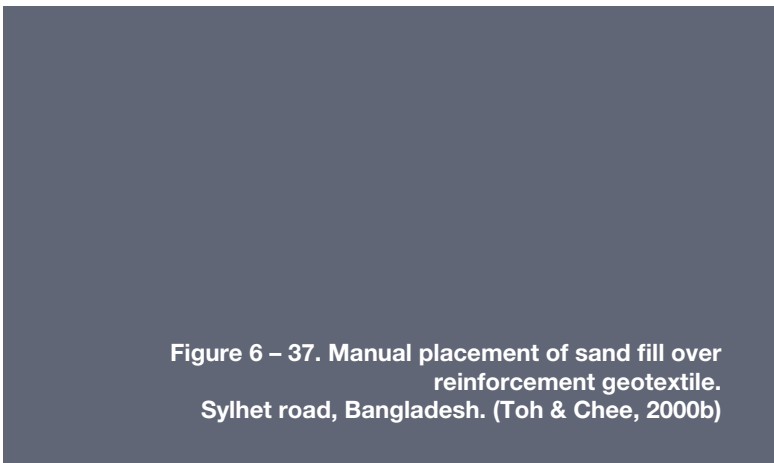 Figure 6 – 37. Manual placement of sand fill over
reinforcement geotextile.
Sylhet road, Bangladesh. (Toh & Chee, 2000b)